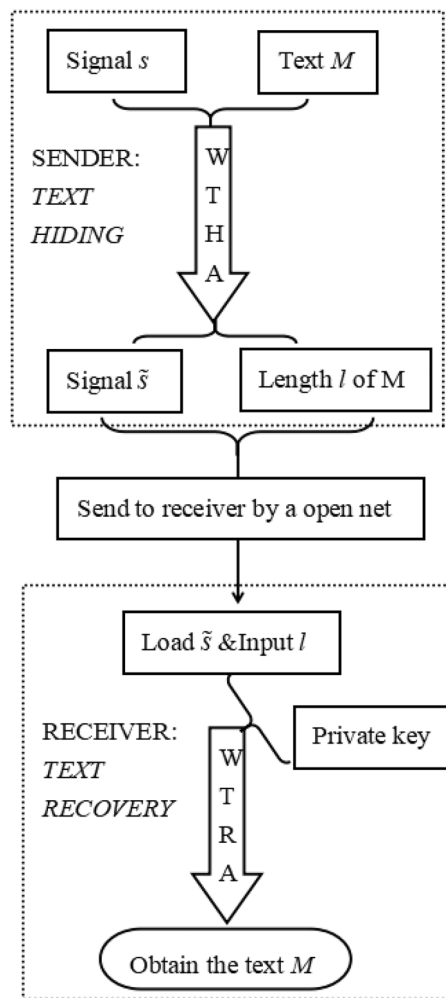 Signal s
Text M
SENDER:
TEXT
HIDING
W
T
H
A
Signal s̃
Length l of M
Send to receiver by a open net
Load s̃ &Input l
RECEIVER:
TEXT
RECOVERY
Private key
W
T
R
A
Obtain the text M